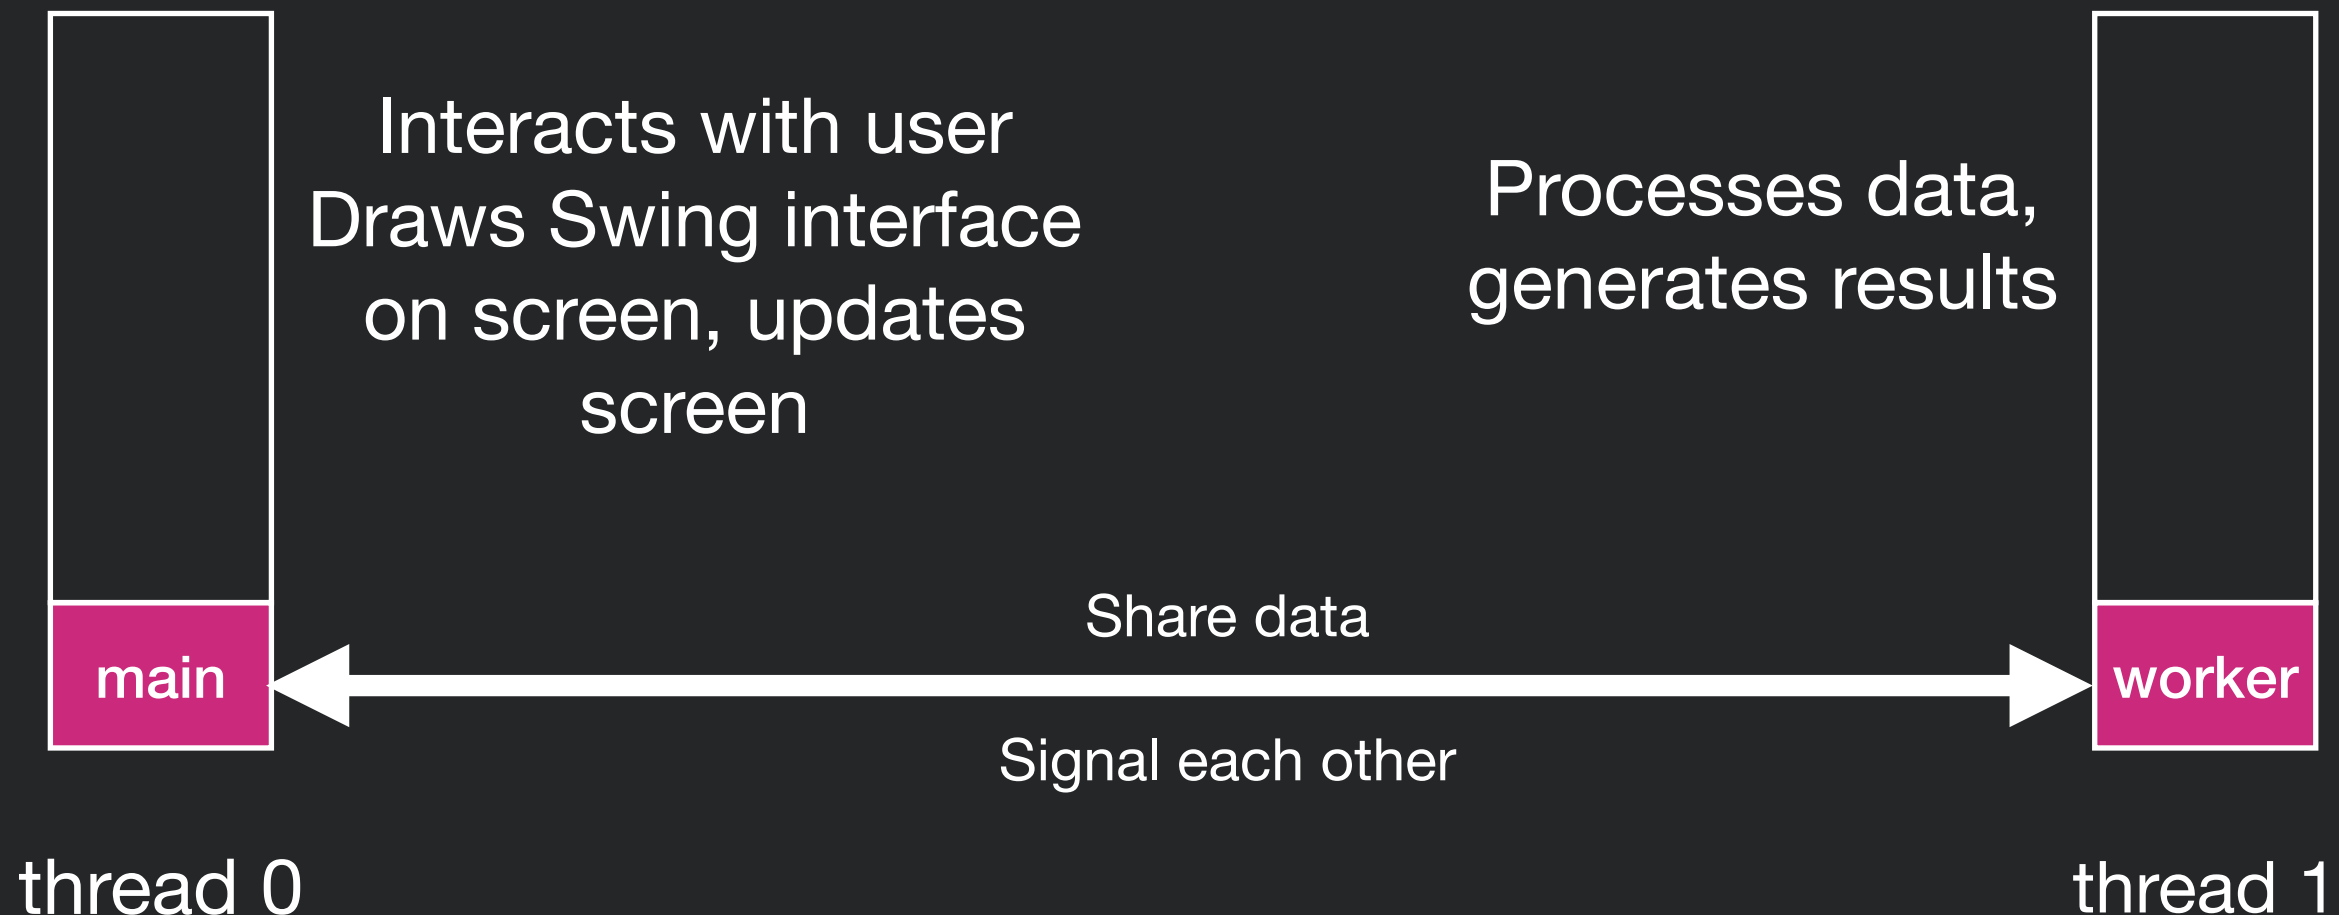 Interacts with user
Draws Swing interface
on screen, updates
screen
Processes data,
generates results
Share data
main
worker
Signal each other
thread 0
thread 1